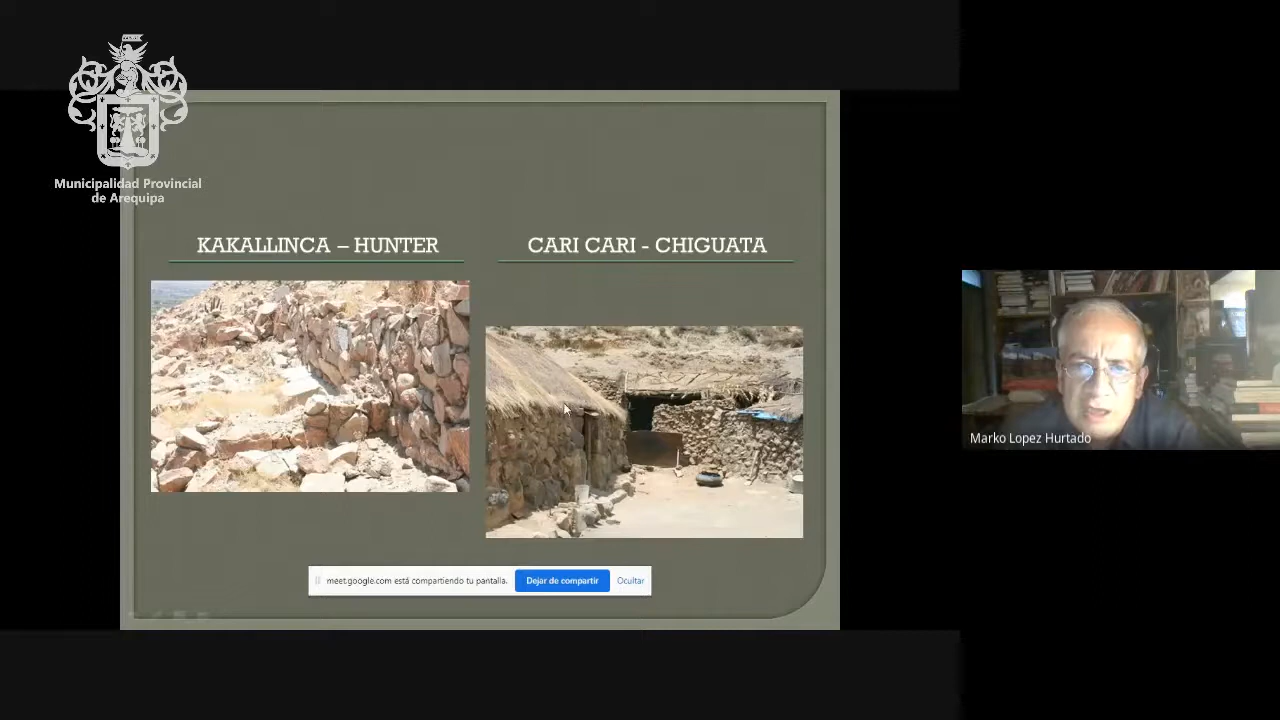 Municipalidad Provincial
de Arequipa
KAKALLINCA – HUNTER
CARI CARI - CHIGUATA
meet.google.com está compartiendo tu pantalla.
Dejar de compartir
Ocultar
Marko Lopez Hurtado